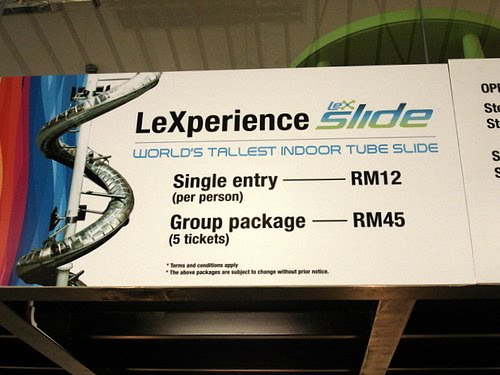 LeXperience LeX slide
WORLD'S TALLEST INDOOR TUBE SLIDE
Single entry RM12
(per person)
Group package RM45
(5 tickets)
* Terms and conditions apply
* The above packages are subject to change without prior notice.